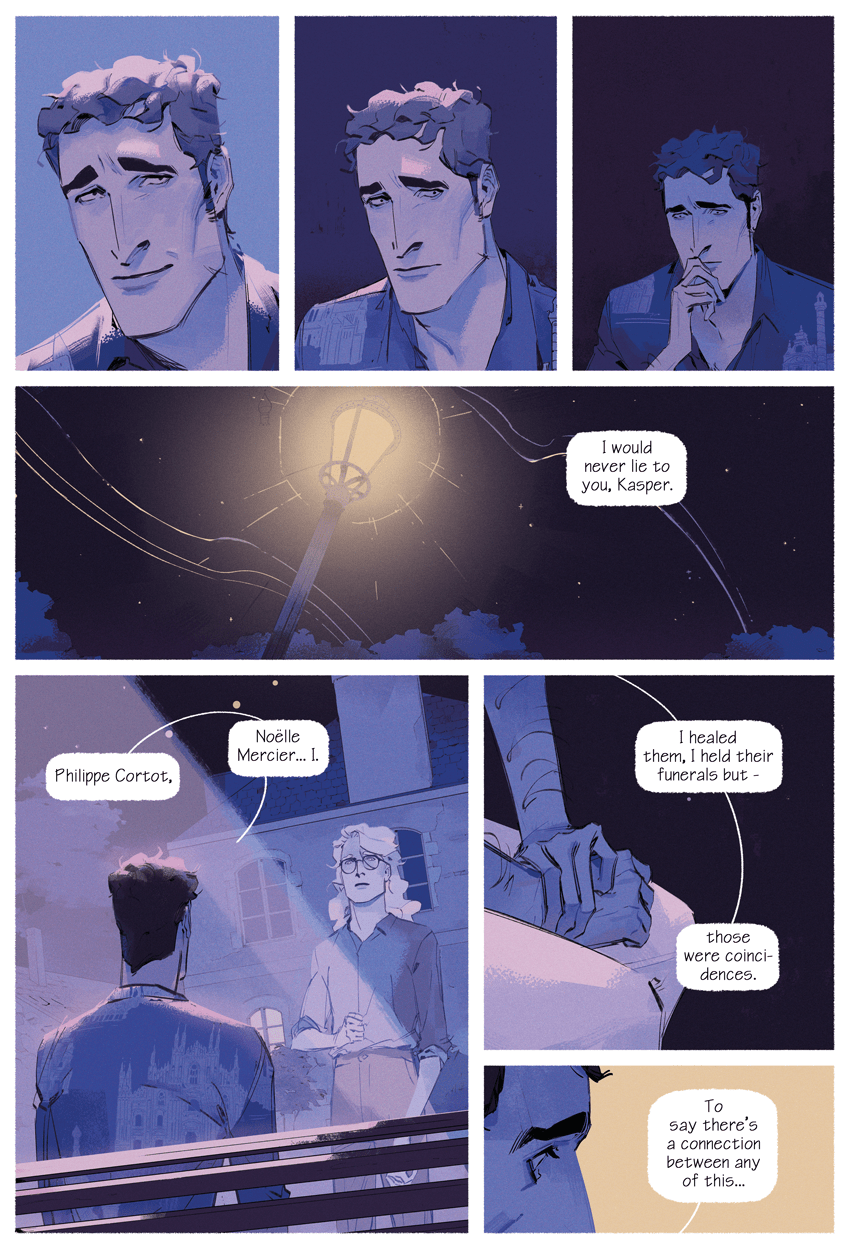 I would
never lie to
you, Kasper.
Philippe Cortot,
Noëlle
Mercier... I.
I healed
them, I held their
funerals but -
those
were coinci-
dences.
To
say there's
a connection
between any
of this...